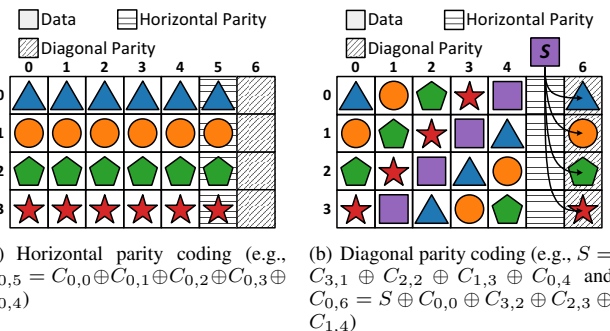 Data Horizontal Parity
Diagonal Parity
0 1 2 3 4 5 6
0
1
2
3
) Horizontal parity coding (e.g.,
0,5 = C0,0⊕C0,1⊕C0,2⊕C0,3⊕
0,4)
Data Horizontal Parity
Diagonal Parity S
0 1 2 3 4 6
0
1
2
3
(b) Diagonal parity coding (e.g., S =
C3,1 ⊕ C2,2 ⊕ C1,3 ⊕ C0,4 and
C0,6 = S ⊕ C0,0 ⊕ C3,2 ⊕ C2,3 ⊕
C1,4)